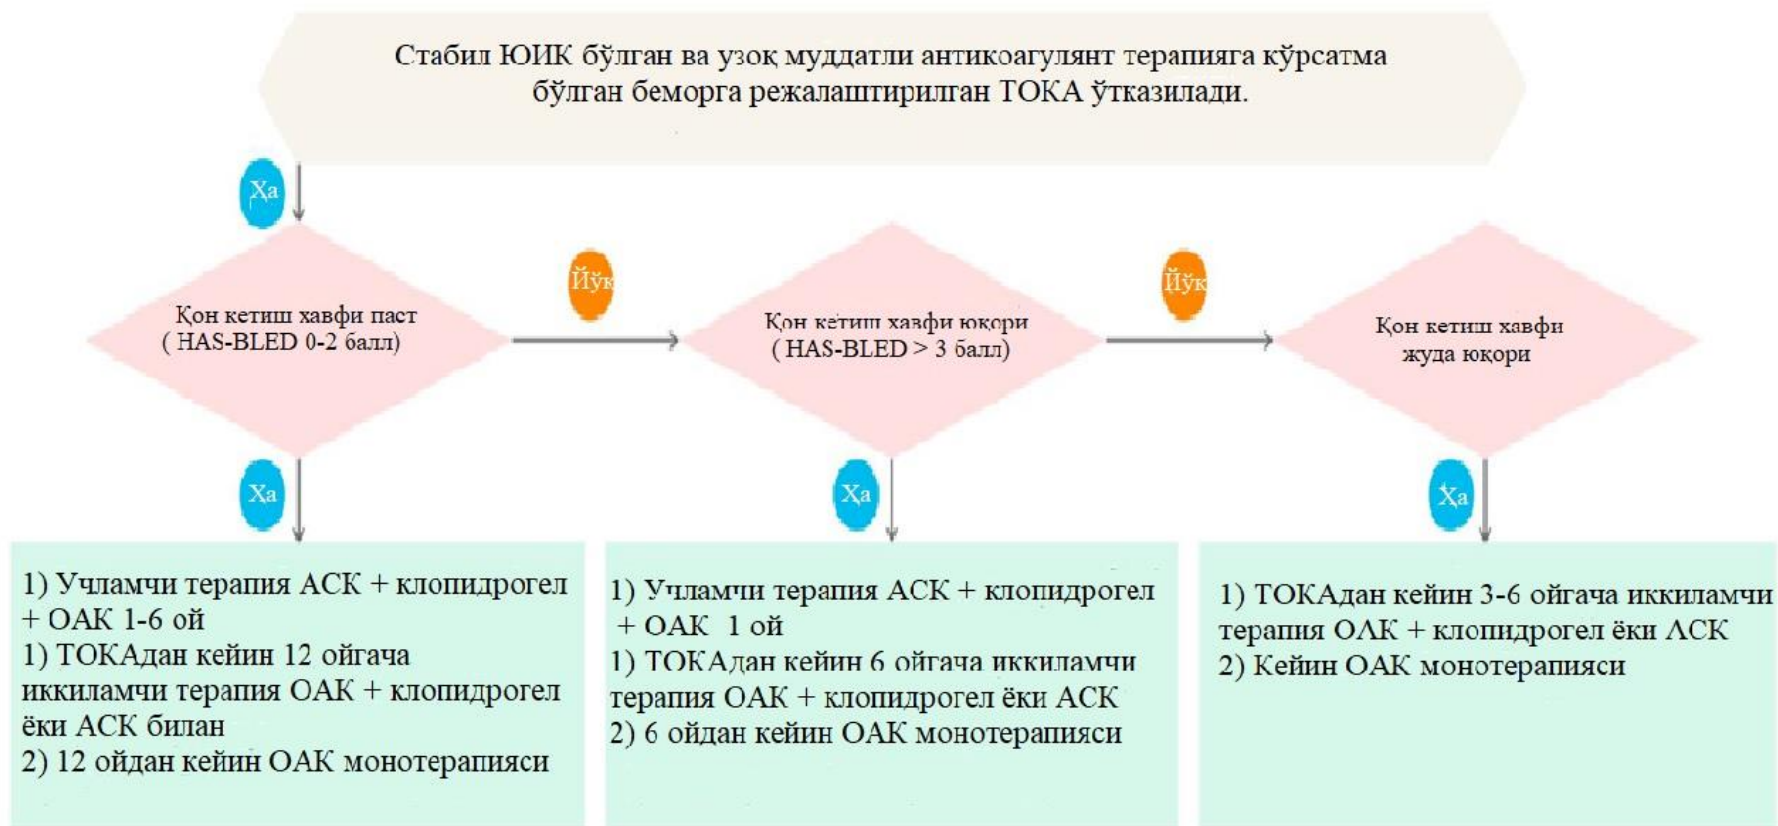 Стабил ЮИК бўлган ва узоқ муддатли антикоагулянт терапияга кўрсатма
бўлган беморга режалаштирилган ТОКА ўтказилади.
Ҳа
Қон кетиш хавфи паст
( HAS-BLED 0-2 балл)
Йўқ
Қон кетиш хавфи юқори
( HAS-BLED > 3 балл)
Йўқ
Қон кетиш хавфи
жуда юқори
Ҳа
Ҳа
Ҳа
1) Учламчи терапия АСК + клопидрогел
+ ОАК 1-6 ой
1) ТОКАдан кейин 12 ойгача
иккиламчи терапия ОАК + клопидрогел
ёки АСК билан
2) 12 ойдан кейин ОАК монотерапияси
1) Учламчи терапия АСК + клопидрогел
+ ОАК 1 ой
1) ТОКАдан кейин 6 ойгача иккиламчи
терапия ОАК + клопидрогел ёки АСК
2) 6 ойдан кейин ОАК монотерапияси
1) ТОКАдан кейин 3-6 ойгача иккиламчи
терапия ОАК + клопидрогел ёки АСК
2) Кейин ОАК монотерапияси